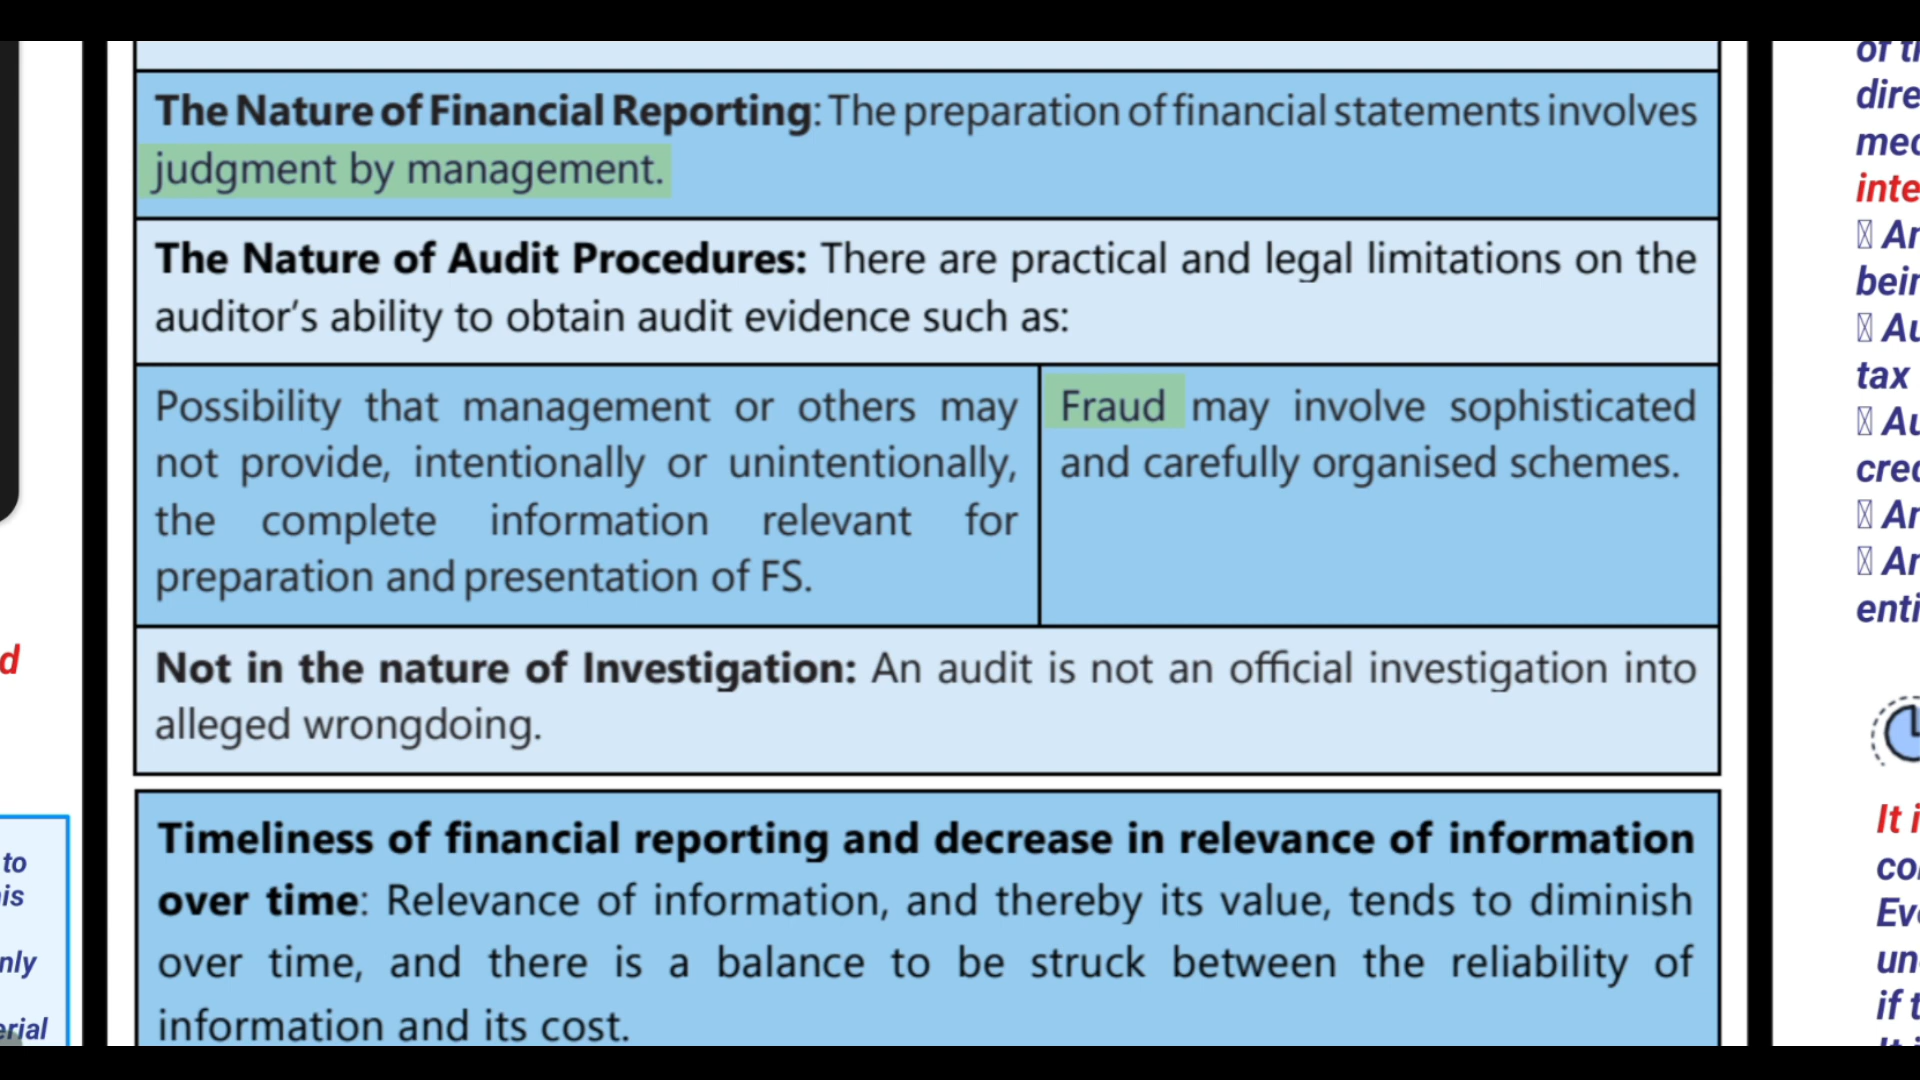 The Nature of Financial Reporting: The preparation of financial statements involves
judgment by management.
The Nature of Audit Procedures: There are practical and legal limitations on the
auditor's ability to obtain audit evidence such as:
Possibility that management or others may
not provide, intentionally or unintentionally,
the complete information relevant for
preparation and presentation of FS.
Fraud may involve sophisticated
and carefully organised schemes.
Not in the nature of Investigation: An audit is not an official investigation into
alleged wrongdoing.
Timeliness of financial reporting and decrease in relevance of information
over time: Relevance of information, and thereby its value, tends to diminish
over time, and there is a balance to be struck between the reliability of
information and its cost.
to
tax
It
if